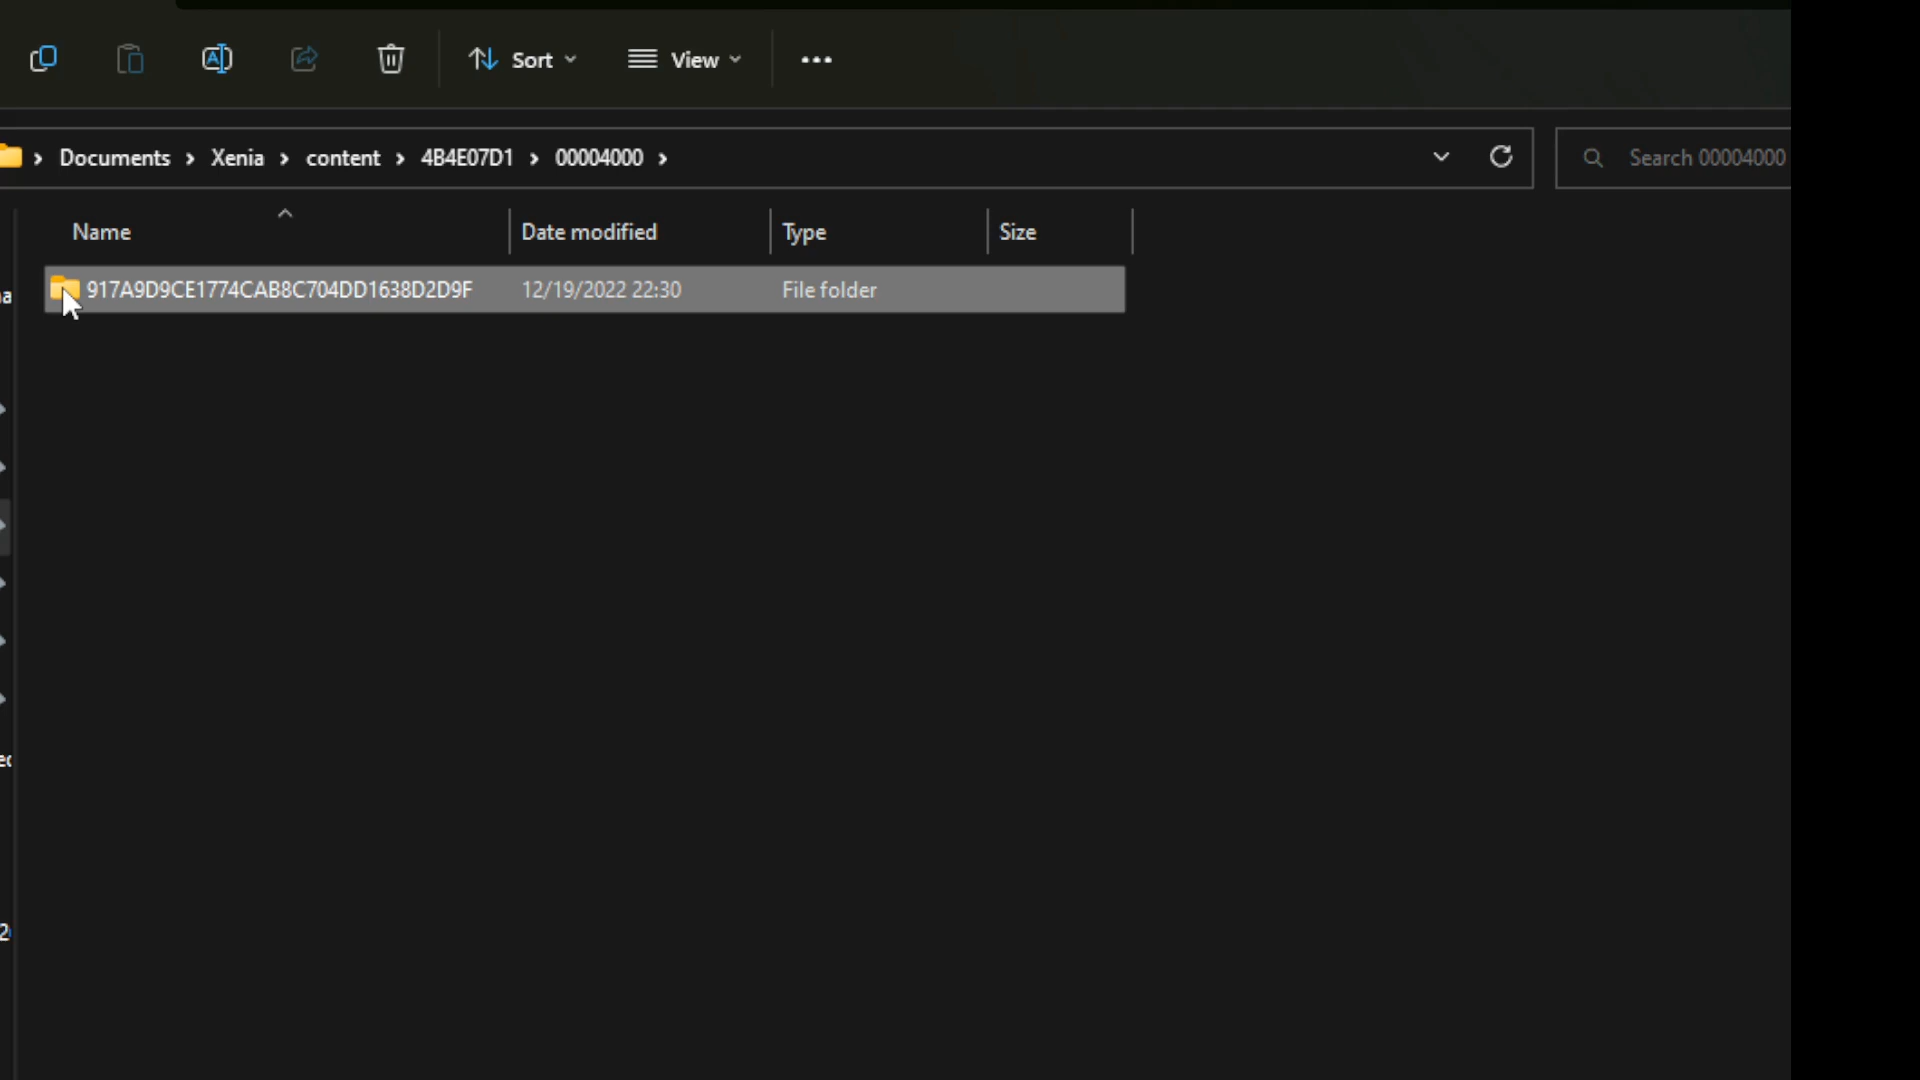 Sort View
Documents Xenia content 4B4E07D1 00004000 Search 00004000
Name Date modified Type Size
917A9D9CE1774CAB8C704DD1638D2D9F 12/19/2022 22:30 File folder